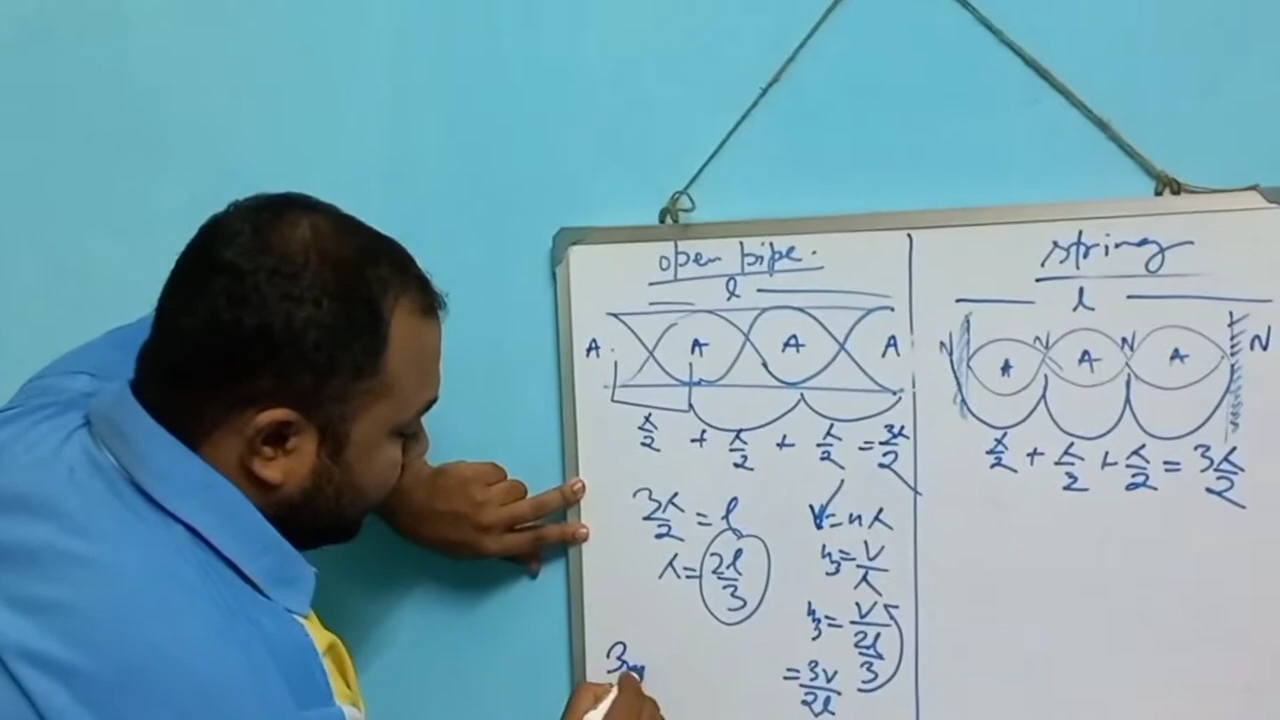 open pipe.
l
A A A A
λ/2 + λ/2 + λ/2 = 3λ/2
3λ/2 = l
λ = 2l/3
v = nλ
n3 = v/λ
n3 = v/2l/3
= 3v/2l
3
string
l
N A N A N A N
λ/2 + λ/2 + λ/2 = 3λ/2